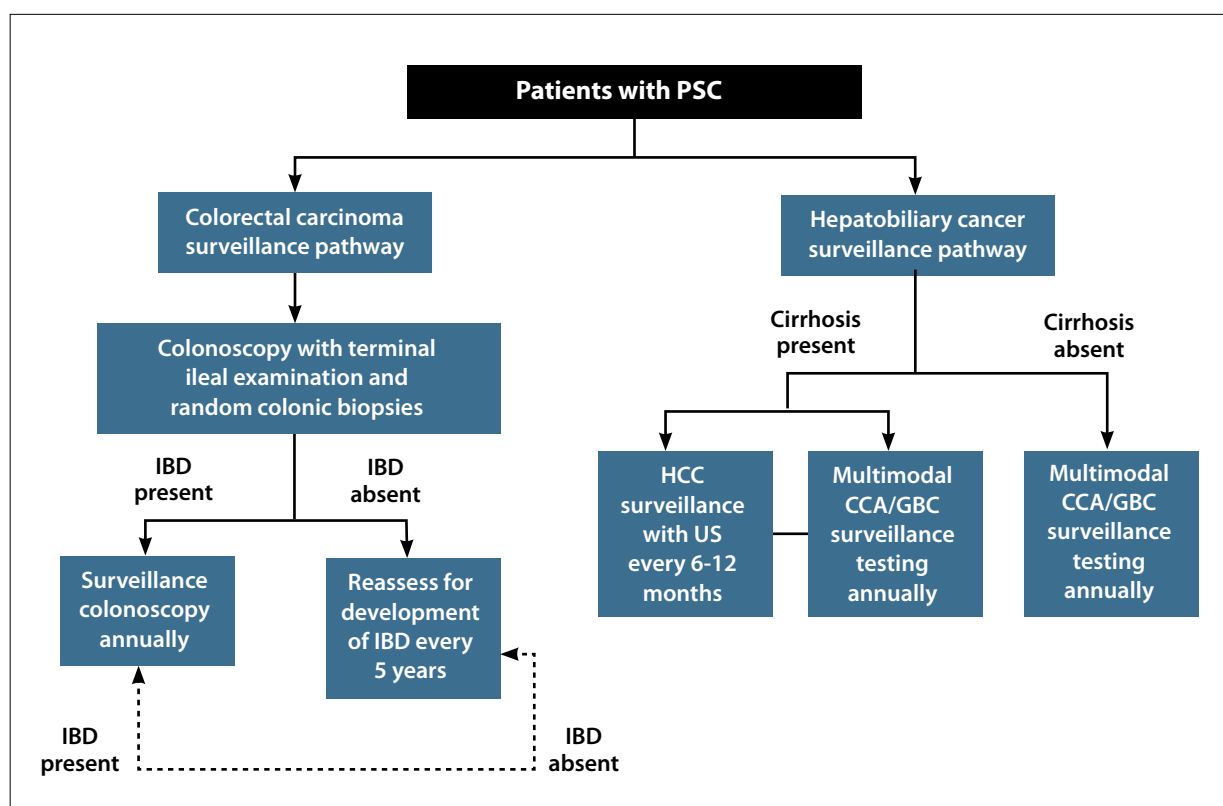 Patients with PSC
Colorectal carcinoma
surveillance pathway
Colonoscopy with terminal
ileal examination and
random colonic biopsies
IBD
present
IBD
absent
Surveillance
colonoscopy
annually
Reassess for
development
of IBD every
5 years
IBD
present
IBD
absent
Hepatobiliary cancer
surveillance pathway
Cirrhosis
present
Cirrhosis
absent
HCC
surveillance
with US
every 6-12
months
Multimodal
CCA/GBC
surveillance
testing
annually
Multimodal
CCA/GBC
surveillance
testing
annually